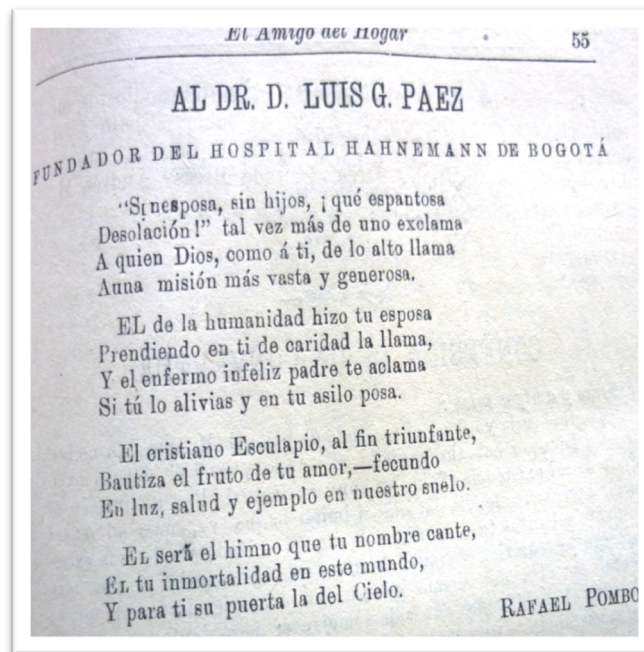 El Amigo del Hogar
55
AL DR. D. LUIS G. PAEZ
FUNDADOR DEL HOSPITAL HAHNEMANN DE BOGOTÁ
"Sin esposa, sin hijos, ¡ qué espantosa
Desolación!" tal vez más de uno exclama
A quien Dios, como á ti, de lo alto llama
Auna misión más vasta y generosa.
EL de la humanidad hizo tu esposa
Prendiendo en ti de caridad la llama,
Y el enfermo infeliz padre te aclama
Si tú lo alivias y en tu asilo posa.
El cristiano Esculapio, al fin triunfante,
Bautiza el fruto de tu amor,—fecundo
En luz, salud y ejemplo en nuestro suelo.
EL será el himno que tu nombre cante,
EL tu inmortalidad en este mundo,
Y para ti su puerta la del Cielo.
RAFAEL POMBO